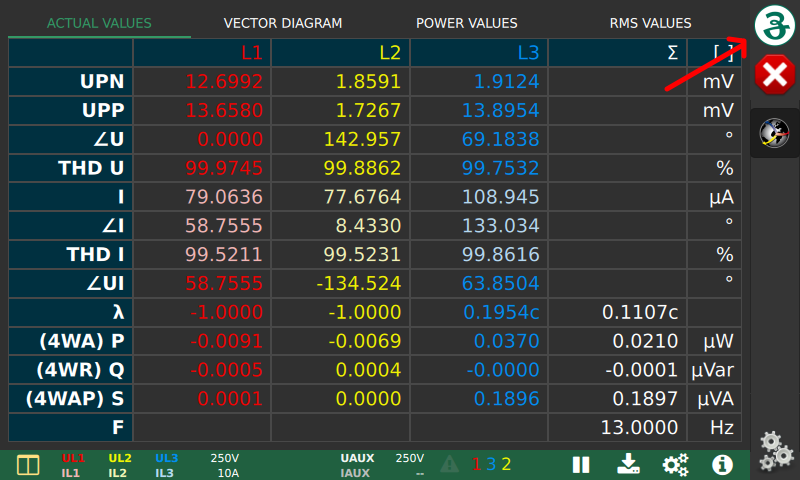 ACTUAL VALUES VECTOR DIAGRAM POWER VALUES RMS VALUES
L1 L2 L3 Σ [ ]
UPN 12.6992 1.8591 1.9124 mV
UPP 13.6580 1.7267 13.8954 mV
∠U 0.0000 142.957 69.1838 °
THD U 99.9745 99.8862 99.7532 %
I 79.0636 77.6764 108.945 µA
∠I 58.7555 8.4330 133.034 °
THD I 99.5211 99.5231 99.8616 %
∠UI 58.7555 -134.524 63.8504 °
λ -1.0000 -1.0000 0.1954c 0.1107c
(4WA) P -0.0091 -0.0069 0.0370 0.0210 µW
(4WR) Q -0.0005 0.0004 -0.0000 -0.0001 µVar
(4WAP) S 0.0001 0.0000 0.1896 0.1897 µVA
F 13.0000 Hz
UL1 UL2 UL3 250V UAUX 250V 1 3 2
IL1 IL2 IL3 10A IAUX --